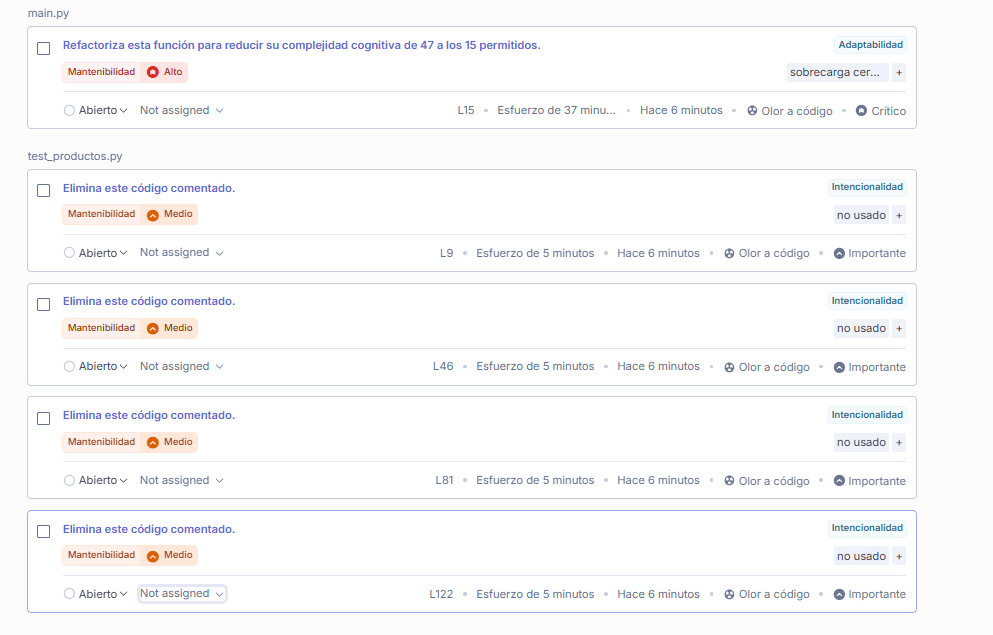 main.py
Refactoriza esta función para reducir su complejidad cognitiva de 47 a los 15 permitidos. Adaptabilidad
Mantenibilidad Alto sobrecarga cer... +
Abierto Not assigned L15 • Esfuerzo de 37 minu... • Hace 6 minutos • Olor a código • Crítico
test_productos.py
Elimina este código comentado. Intencionalidad
Mantenibilidad Medio no usado +
Abierto Not assigned L9 • Esfuerzo de 5 minutos • Hace 6 minutos • Olor a código • Importante
Elimina este código comentado. Intencionalidad
Mantenibilidad Medio no usado +
Abierto Not assigned L46 • Esfuerzo de 5 minutos • Hace 6 minutos • Olor a código • Importante
Elimina este código comentado. Intencionalidad
Mantenibilidad Medio no usado +
Abierto Not assigned L81 • Esfuerzo de 5 minutos • Hace 6 minutos • Olor a código • Importante
Elimina este código comentado. Intencionalidad
Mantenibilidad Medio no usado +
Abierto Not assigned L122 • Esfuerzo de 5 minutos • Hace 6 minutos • Olor a código • Importante